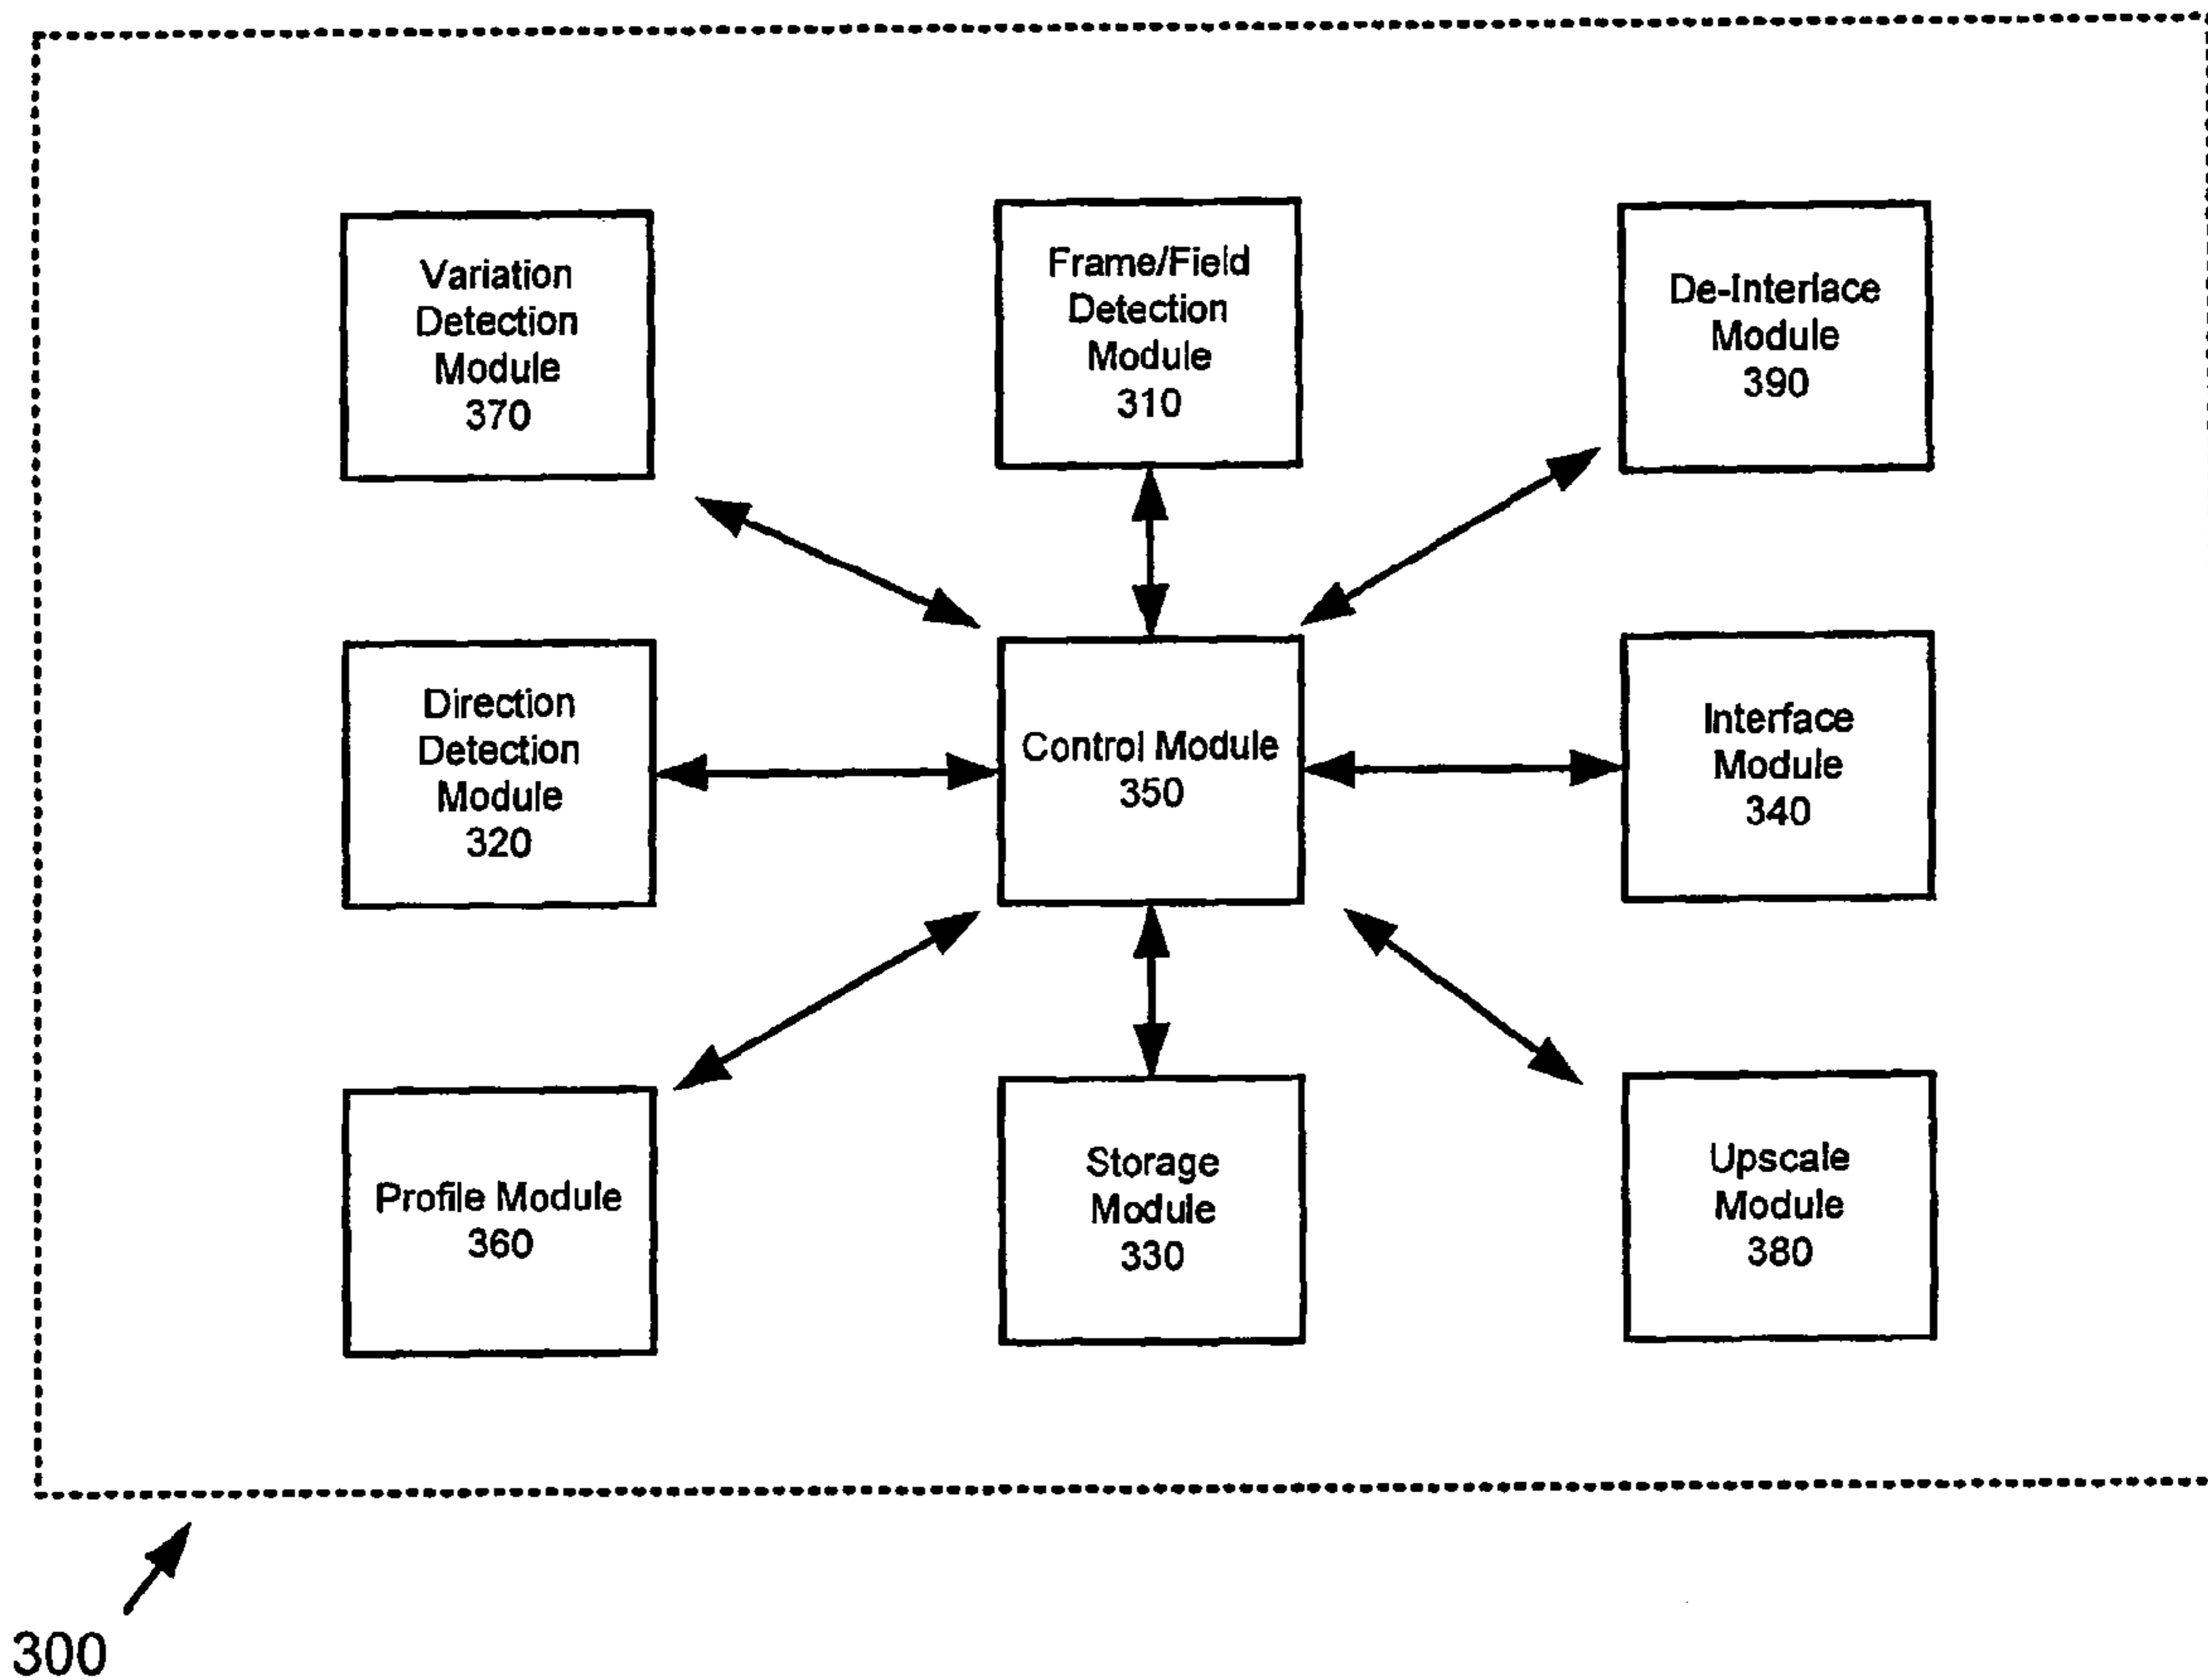 Variation
Detection
Module
370
Frame/Field
Detection
Module
310
De-Interlace
Module
390
Direction
Detection
Module
320
Control Module
350
Interface
Module
340
Profile Module
360
Storage
Module
330
Upscale
Module
380
300